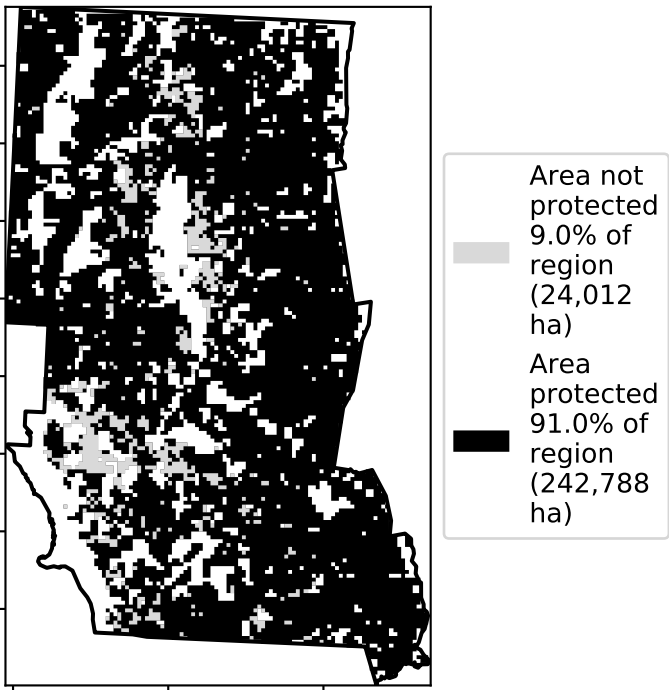 Area not
protected
9.0% of
region
(24,012
ha)
Area
protected
91.0% of
region
(242,788
ha)